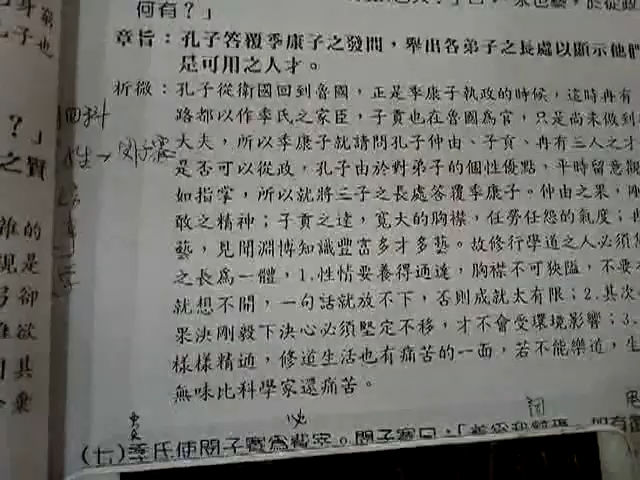 何有？」
章旨：孔子答覆季康子之發問，舉出各弟子之長處以顯示他們
是可用之人才。
析微：孔子從衛國回到魯國，正是季康子執政的時候，這時冉有
路都以作季氏之家臣，子貢也在魯國為官，只是尚未做到
大夫，所以季康子就請問孔子仲由、子貢、冉有三人之才
是否可以從政，孔子由於對弟子的個性優點，平時留意觀
如指掌，所以就將三子之長處答覆季康子。仲由之果，剛
敢之精神；子貢之達，寬大的胸襟，任勞任怨的氣度；冉
藝，見聞淵博知識豐富多才多藝。故修行學道之人必須
之長為一體，1.性情要養得通達，胸襟不可狹隘，不要
就想不開，一句話就放不下，否則成就太有限；2.其次
果決剛毅下決心必須堅定不移，才不會受環境影響；3.
樣樣精通，修道生活也有痛苦的一面，若不能樂道，生
無味比科學家還痛苦。
(七)季氏使閔子騫為費宰。閔子騫曰：「
？」
之賢
雅的
現是
卻
欲
其
乘